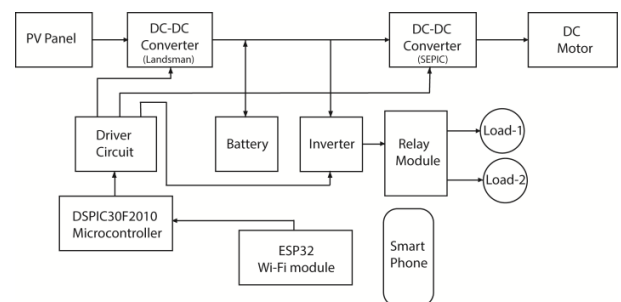 PV Panel
DC-DC
Converter
(Landsman)
DC-DC
Converter
(SEPIC)
DC
Motor
Driver
Circuit
Battery
Inverter
Relay
Module
Load-1
Load-2
DSPIC30F2010
Microcontroller
ESP32
Wi-Fi module
Smart
Phone